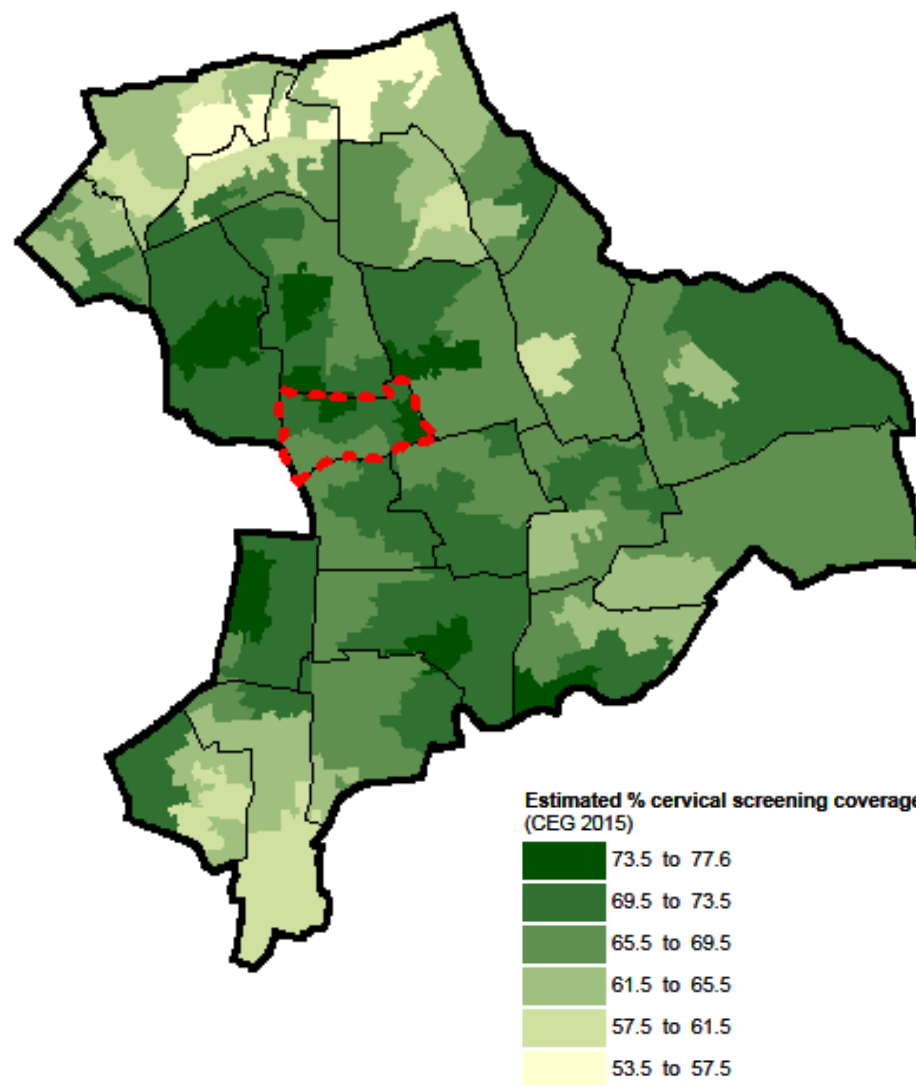 Estimated % cervical screening coverage
(CEG 2015)
73.5 to 77.6
69.5 to 73.5
65.5 to 69.5
61.5 to 65.5
57.5 to 61.5
53.5 to 57.5